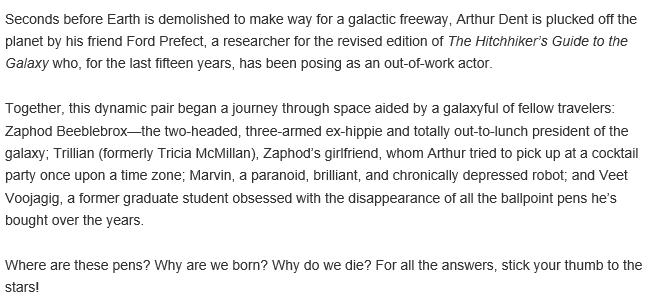 Seconds before Earth is demolished to make way for a galactic freeway, Arthur Dent is plucked off the
planet by his friend Ford Prefect, a researcher for the revised edition of The Hitchhiker's Guide to the
Galaxy who, for the last fifteen years, has been posing as an out-of-work actor.

Together, this dynamic pair began a journey through space aided by a galaxyful of fellow travelers:
Zaphod Beeblebrox—the two-headed, three-armed ex-hippie and totally out-to-lunch president of the
galaxy; Trillian (formerly Tricia McMillan), Zaphod's girlfriend, whom Arthur tried to pick up at a cocktail
party once upon a time zone; Marvin, a paranoid, brilliant, and chronically depressed robot; and Veet
Voojagig, a former graduate student obsessed with the disappearance of all the ballpoint pens he's
bought over the years.

Where are these pens? Why are we born? Why do we die? For all the answers, stick your thumb to the
stars!